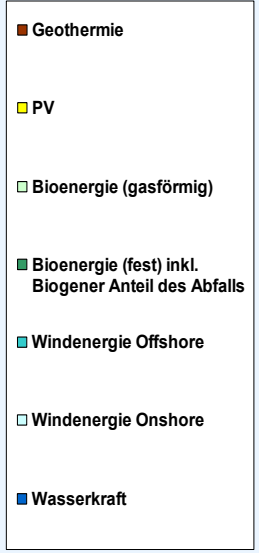 Geothermie
PV
Bioenergie (gasförmig)
Bioenergie (fest) inkl.
Biogener Anteil des Abfalls
Windenergie Offshore
Windenergie Onshore
Wasserkraft